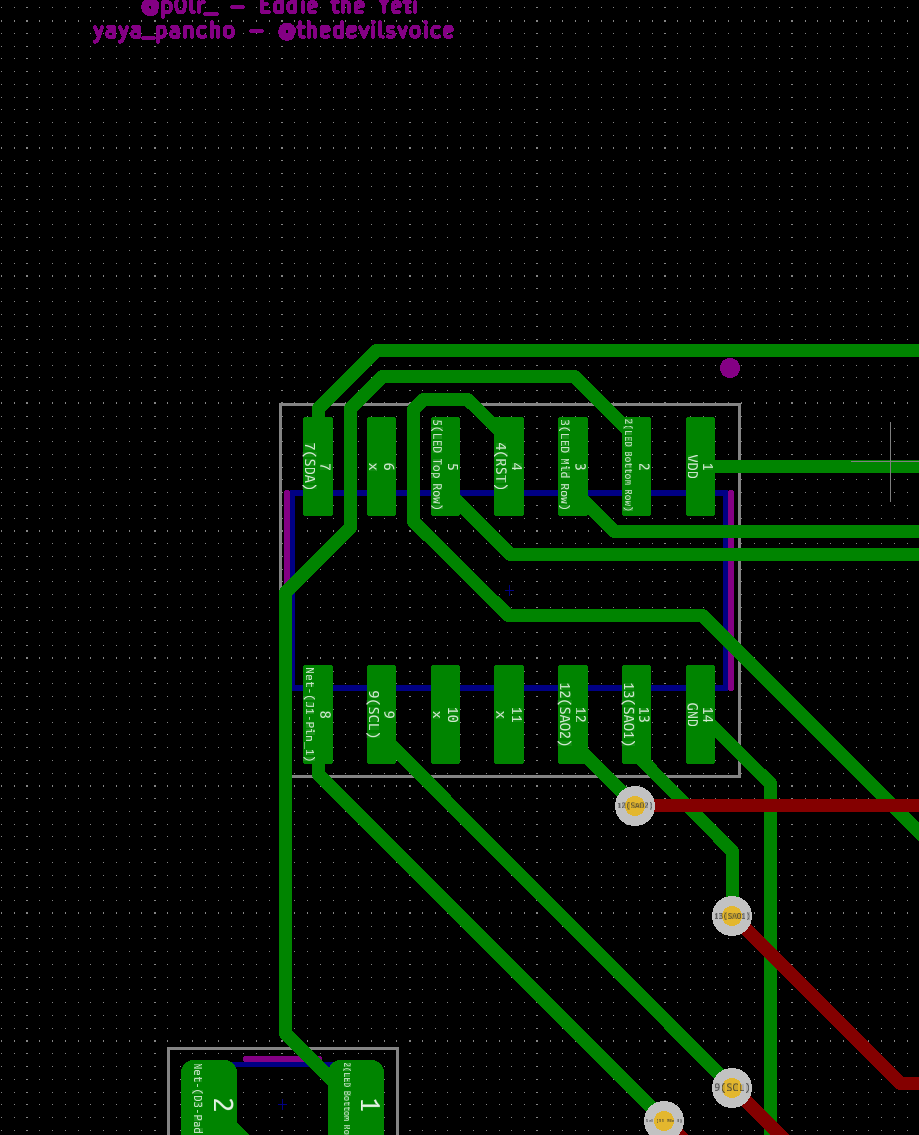 @p0lr_ — Eddie the Yeti
yaya_pancho — @thedevilsvoice
7
7(SDA)
6
x
5
5(LED Top Row)
4
4(RST)
3
3(LED Mid Row)
2
2(LED Bottom Row)
1
VDD
8
Net-(J1-Pin_1)
9
9(SCL)
10
x
11
x
12
12(SAO2)
13
13(SAO1)
14
GND
12(SAO2)
13(SAO1)
9(SCL)
2
Net-(D3-Pad
1
2(LED Bottom Ro